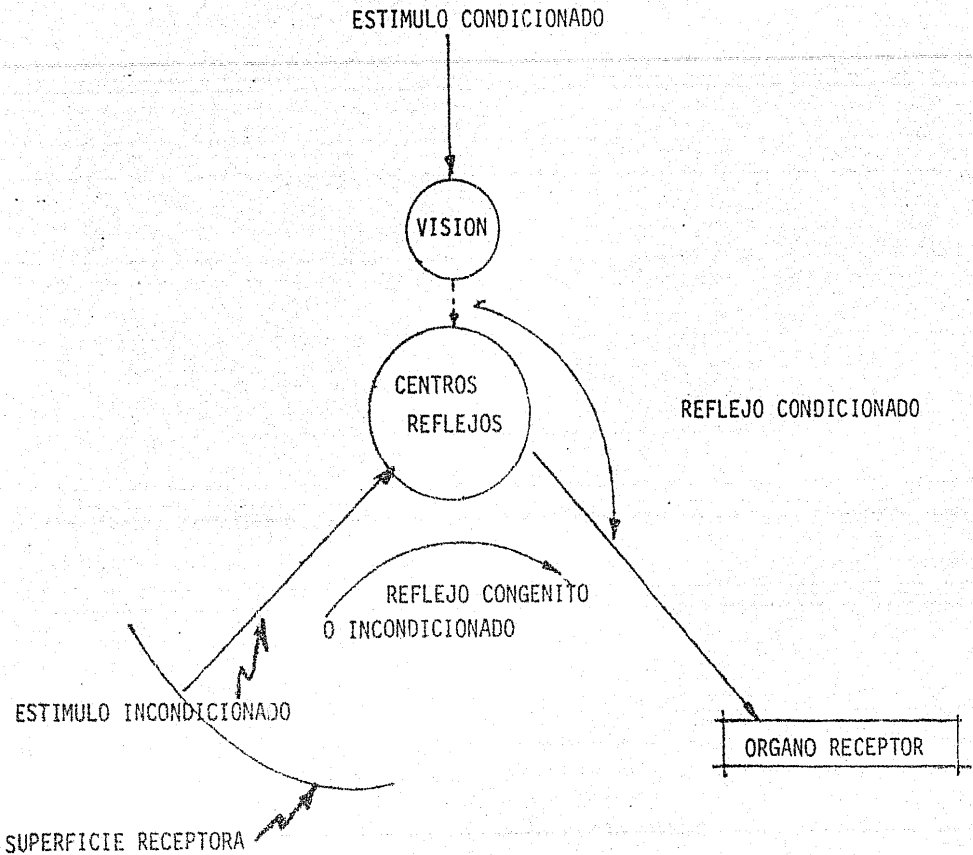 ESTIMULO CONDICIONADO
VISION
CENTROS
REFLEJOS
REFLEJO CONDICIONADO
REFLEJO CONGENITO
O INCONDICIONADO
ESTIMULO INCONDICIONADO
ORGANO RECEPTOR
SUPERFICIE RECEPTORA